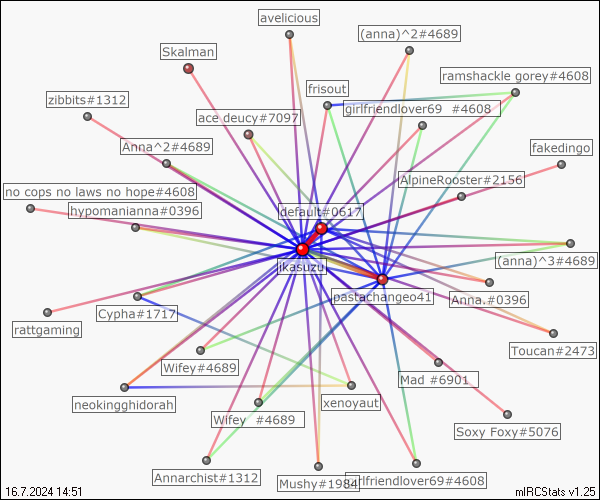 avelicious
(anna)^2#4689
Skalman
ramshackle gorey#4608
frisout
zibbits#1312
girlfriendlover69 #4608
ace deucy#7097
Anna^2#4689
fakedingo
AlpineRooster#2156
no cops no laws no hope#4608
hypomanianna#0396
default#0617
(anna)^3#4689
jkasuzu
pastachangeo41
Anna.#0396
Cypha#1717
rattgaming
Toucan#2473
Wifey#4689
Mad #6901
neokingghidorah
xenoyaut
Wifey #4689
Soxy Foxy#5076
Annarchist#1312
Mushy#1984
girlfriendlover69#4608
16.7.2024 14:51
mIRCStats v1.25